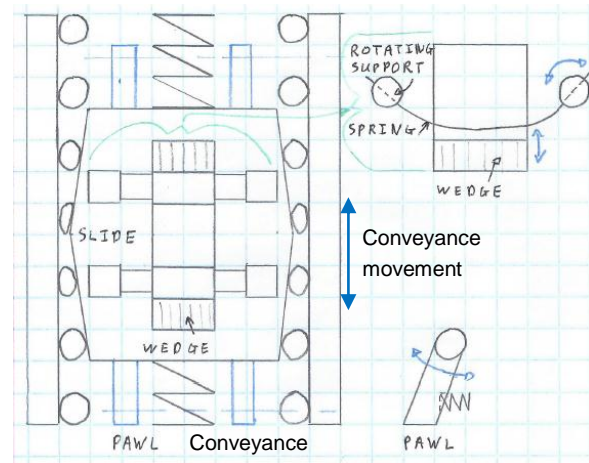 ROTATING
SUPPORT
SPRING
WEDGE
SLIDE
Conveyance
movement
WEDGE
PAWL
Conveyance
PAWL